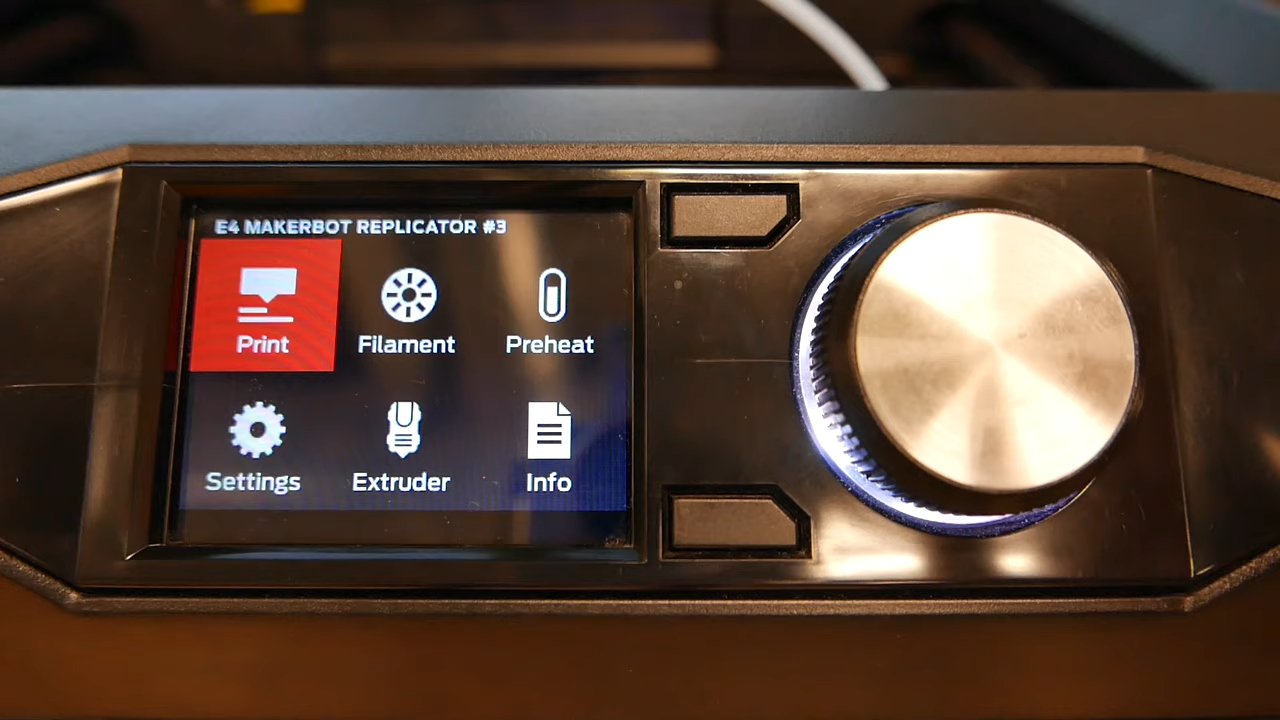 E4 MAKERBOT REPLICATOR #3
Print Filament Preheat
Settings Extruder Info